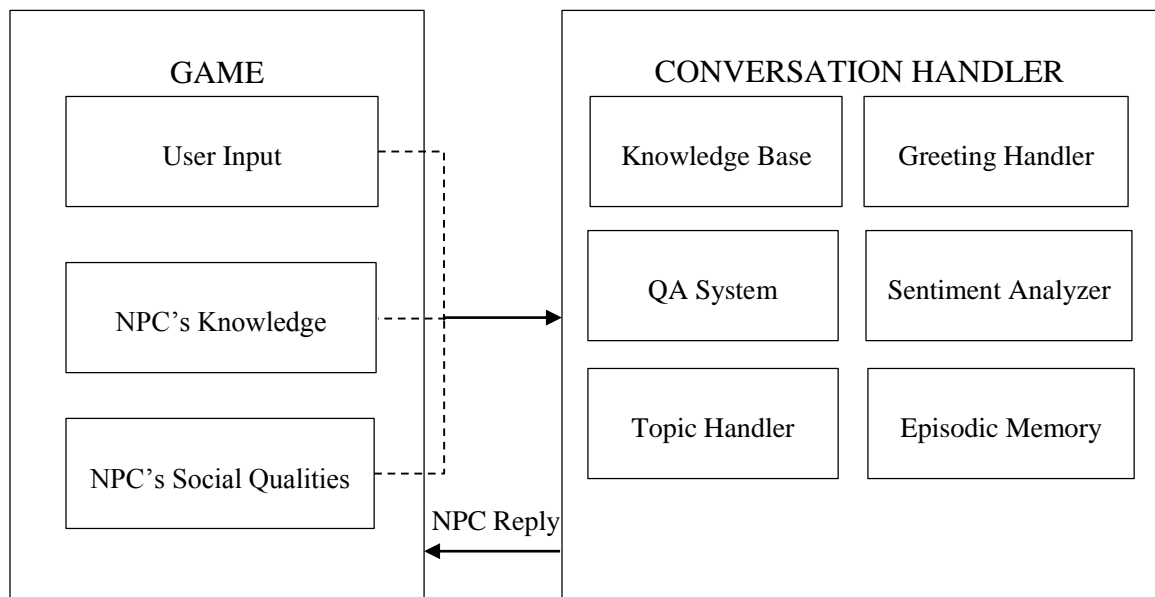 GAME
User Input
NPC’s Knowledge
NPC’s Social Qualities
NPC Reply
CONVERSATION HANDLER
Knowledge Base
Greeting Handler
QA System
Sentiment Analyzer
Topic Handler
Episodic Memory